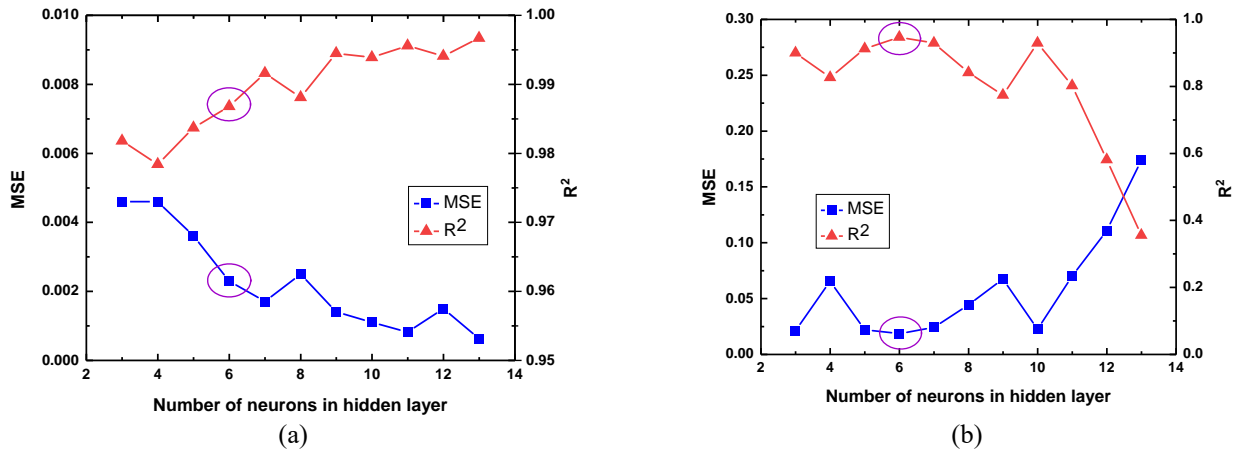 0.010
0.008
0.006
0.004
0.002
0.000
MSE
1.00
0.99
0.98
0.97
0.96
0.95
R²
MSE
R²
2 4 6 8 10 12 14
Number of neurons in hidden layer
(a)
0.30
0.25
0.20
0.15
0.10
0.05
0.00
MSE
1.0
0.8
0.6
0.4
0.2
0.0
R²
MSE
R²
2 4 6 8 10 12 14
Number of neurons in hidden layer
(b)